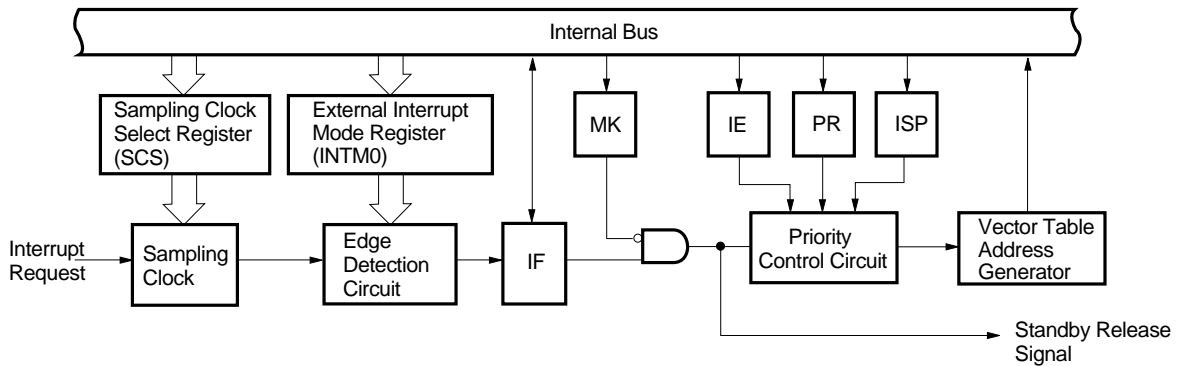 Internal Bus
Sampling Clock
Select Register
(SCS)
External Interrupt
Mode Register
(INTM0)
MK
IE
PR
ISP
Interrupt
Request
Sampling
Clock
Edge
Detection
Circuit
IF
Priority
Control Circuit
Vector Table
Address
Generator
Standby Release
Signal